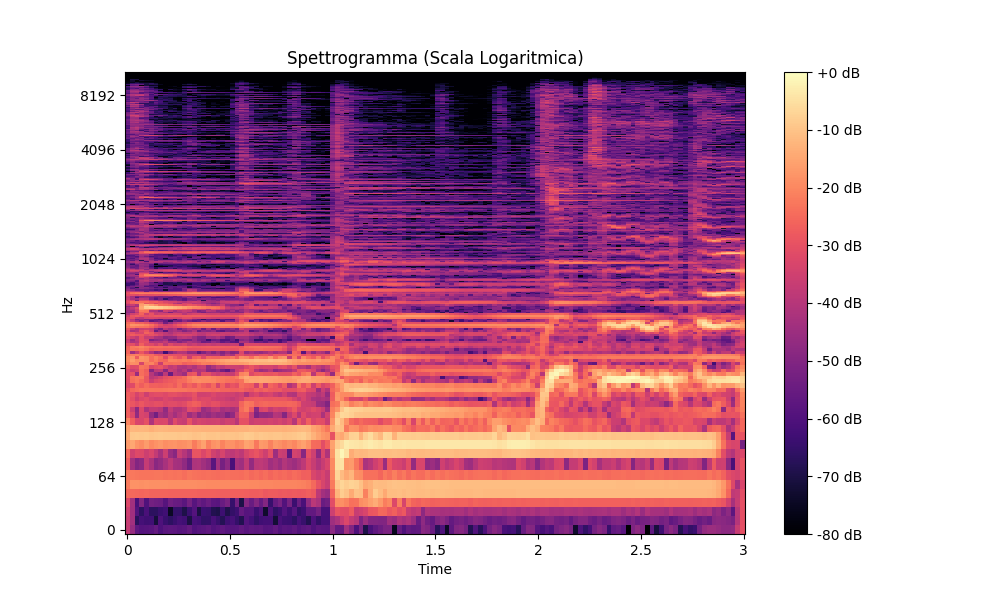 Spettrogramma (Scala Logaritmica)
Hz
8192
4096
2048
1024
512
256
128
64
0
0 0.5 1 1.5 2 2.5 3
Time
+0 dB
-10 dB
-20 dB
-30 dB
-40 dB
-50 dB
-60 dB
-70 dB
-80 dB